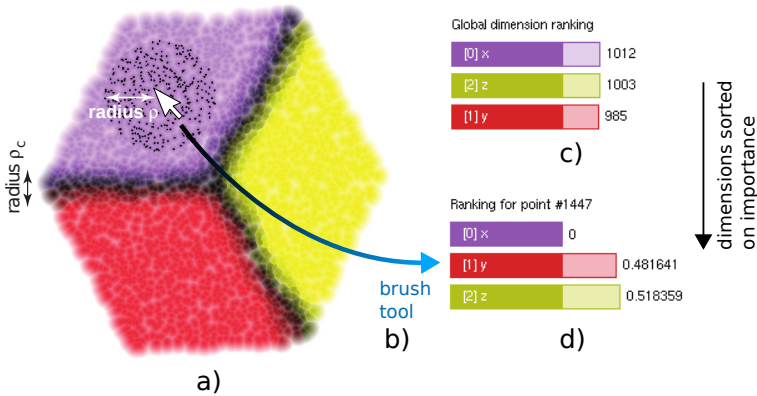 radius ρc
radius ρ
a)
brush
tool
b)
Global dimension ranking
[0] x 1012
[2] z 1003
[1] y 985
c)
Ranking for point #1447
[0] x 0
[1] y 0.481641
[2] z 0.518359
d)
dimensions sorted
on importance